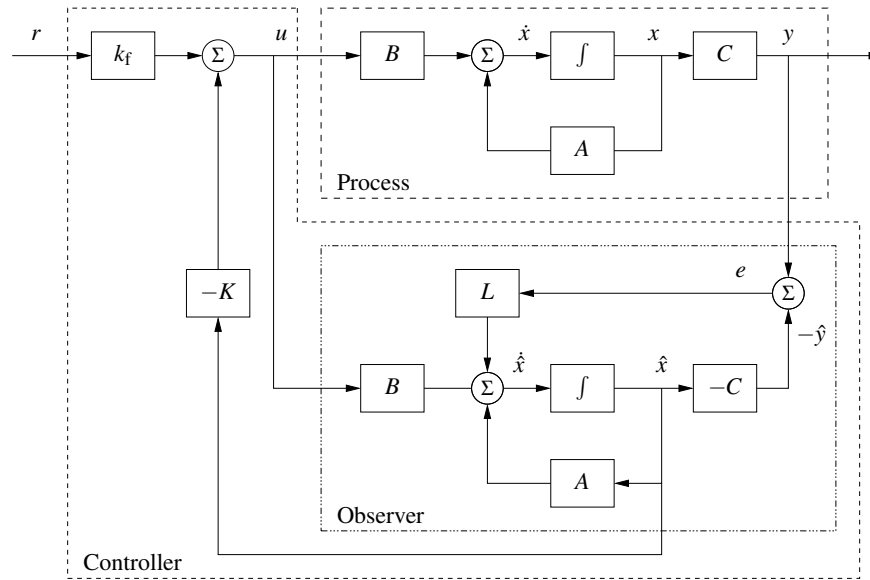 r
k_f
Σ
u
B
Σ
ẋ
∫
x
C
y
A
Process
−K
L
e
Σ
−ŷ
B
Σ
x̂̇
∫
x̂
−C
A
Observer
Controller